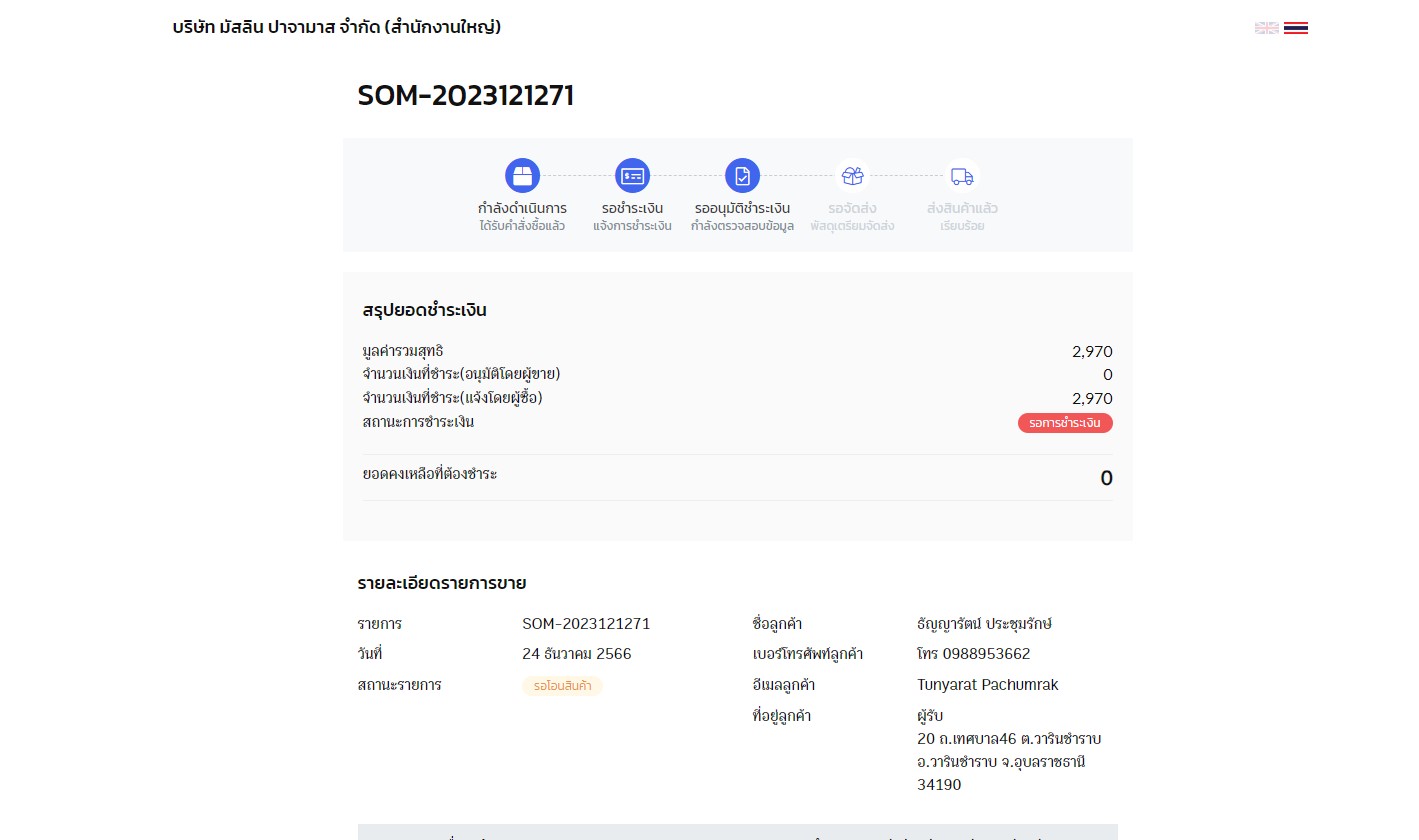 บริษัท มัสลิน ปาจามาส จำกัด (สำนักงานใหญ่)
SOM-2023121271
กำลังดำเนินการ รอชำระเงิน รออนุมัติชำระเงิน รอจัดส่ง ส่งสินค้าแล้ว
ได้รับคำสั่งซื้อแล้ว แจ้งการชำระเงิน กำลังตรวจสอบข้อมูล พัสดุเตรียมจัดส่ง เรียบร้อย
สรุปยอดชำระเงิน
มูลค่ารวมสุทธิ 2,970
จำนวนเงินที่ชำระ(อนุมัติโดยผู้ขาย) 0
จำนวนเงินที่ชำระ(แจ้งโดยผู้ซื้อ) 2,970
สถานะการชำระเงิน รอการชำระเงิน
ยอดคงเหลือที่ต้องชำระ 0
รายละเอียดรายการขาย
รายการ SOM-2023121271 ชื่อลูกค้า ธัญญารัตน์ ประชุมรักษ์
วันที่ 24 ธันวาคม 2566 เบอร์โทรศัพท์ลูกค้า โทร 0988953662
สถานะรายการ รอโอนสินค้า อีเมลลูกค้า Tunyarat Pachumrak
ที่อยู่ลูกค้า ผู้รับ
20 ถ.เทศบาล46 ต.วารินชำราบ
อ.วารินชำราบ จ.อุบลราชธานี
34190